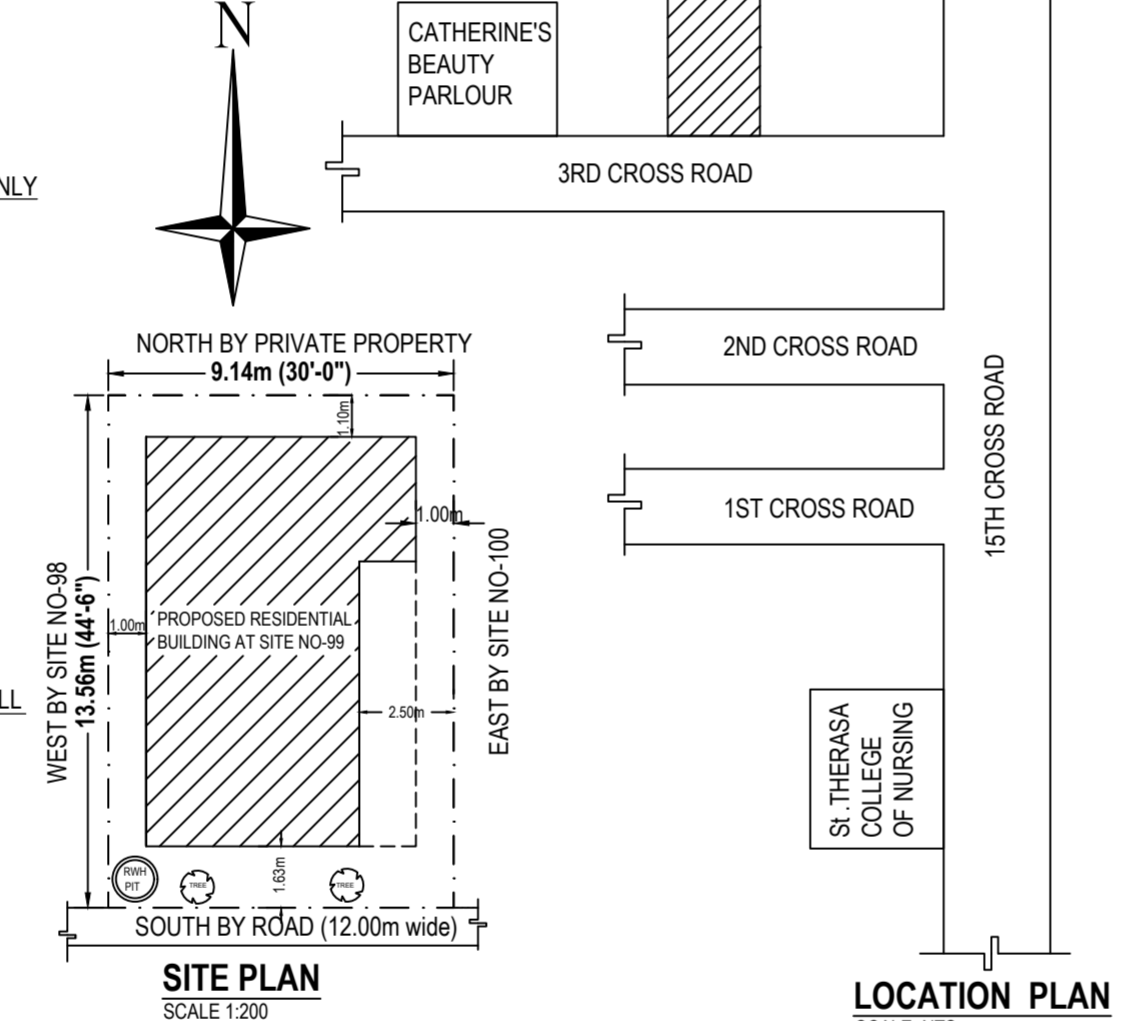 N
NLY
NORTH BY PRIVATE PROPERTY
9.14m (30'-0")
1.10m
1.00m
WEST BY SITE NO-98
13.56m (44'-6")
1.00m
PROPOSED RESIDENTIAL
BUILDING AT SITE NO-99
2.50m
EAST BY SITE NO-100
LL
RWH
PIT
TREE
1.63m
TREE
SOUTH BY ROAD (12.00m wide)
SITE PLAN
SCALE 1:200
CATHERINE'S
BEAUTY
PARLOUR
3RD CROSS ROAD
2ND CROSS ROAD
1ST CROSS ROAD
15TH CROSS ROAD
St . THERASA
COLLEGE
OF NURSING
LOCATION PLAN